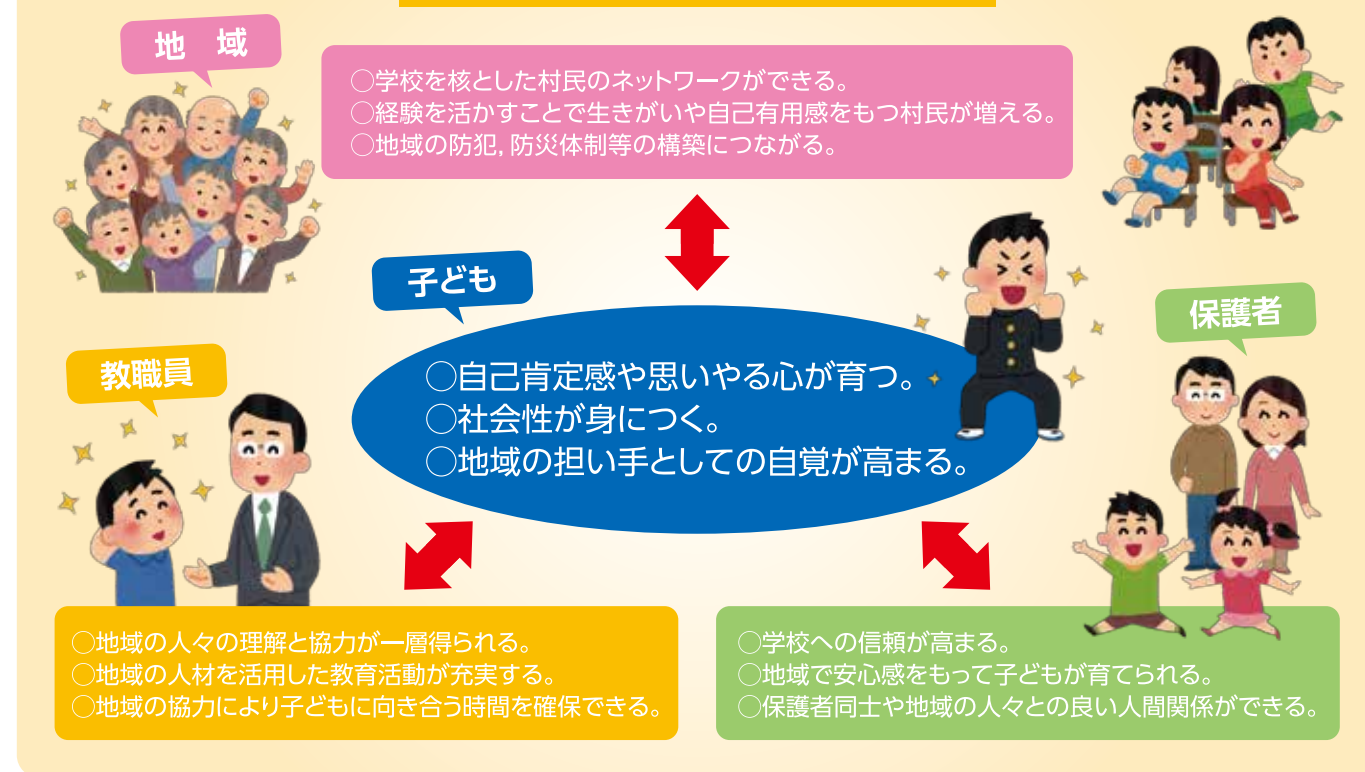 地　域
○学校を核とした村民のネットワークができる。
○経験を活かすことで生きがいや自己有用感をもつ村民が増える。
○地域の防犯，防災体制等の構築につながる。
子ども
○自己肯定感や思いやる心が育つ。
○社会性が身につく。
○地域の担い手としての自覚が高まる。
教職員
○地域の人々の理解と協力が一層得られる。
○地域の人材を活用した教育活動が充実する。
○地域の協力により子どもに向き合う時間を確保できる。
保護者
○学校への信頼が高まる。
○地域で安心感をもって子どもが育てられる。
○保護者同士や地域の人々との良い人間関係ができる。